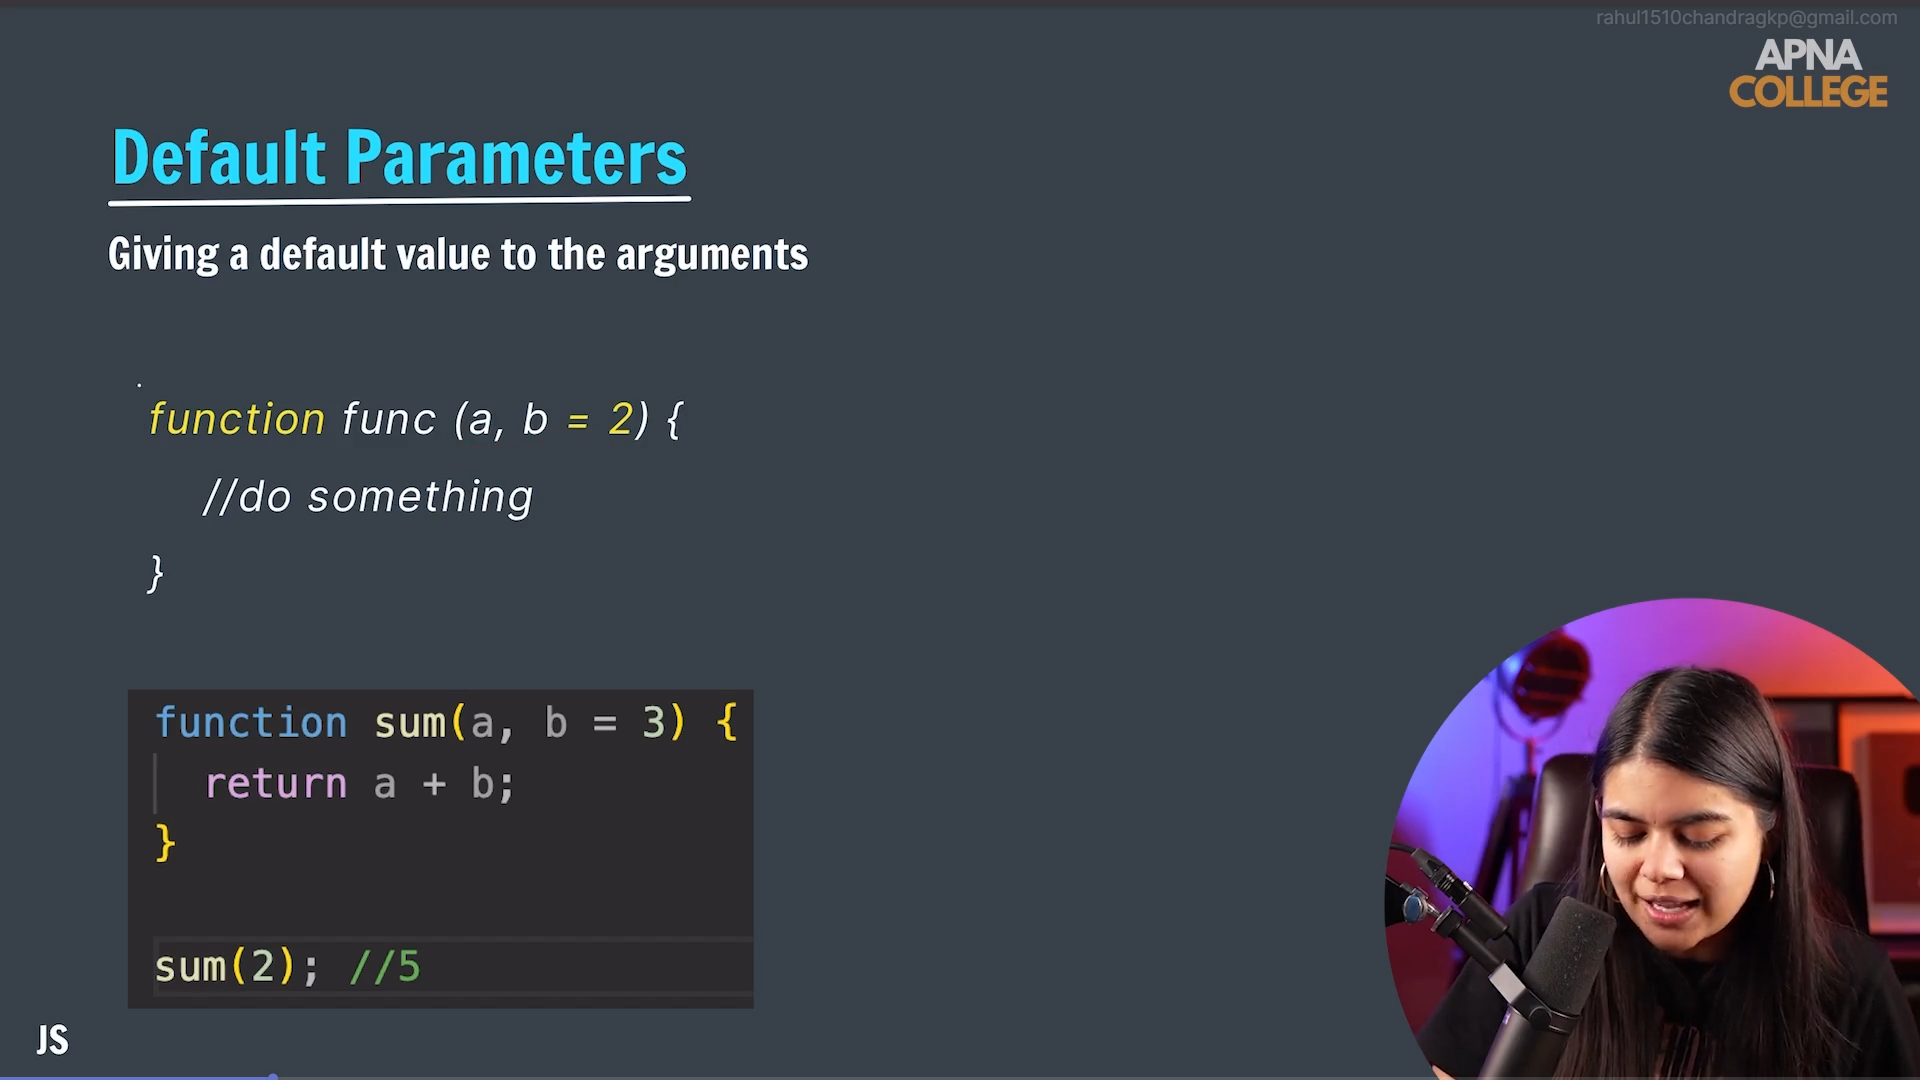 rahul1510chandragkp@gmail.com
APNA
COLLEGE
Default Parameters
Giving a default value to the arguments
function func (a, b = 2) {
//do something
}
function sum(a, b = 3) {
return a + b;
}
sum(2); //5
JS